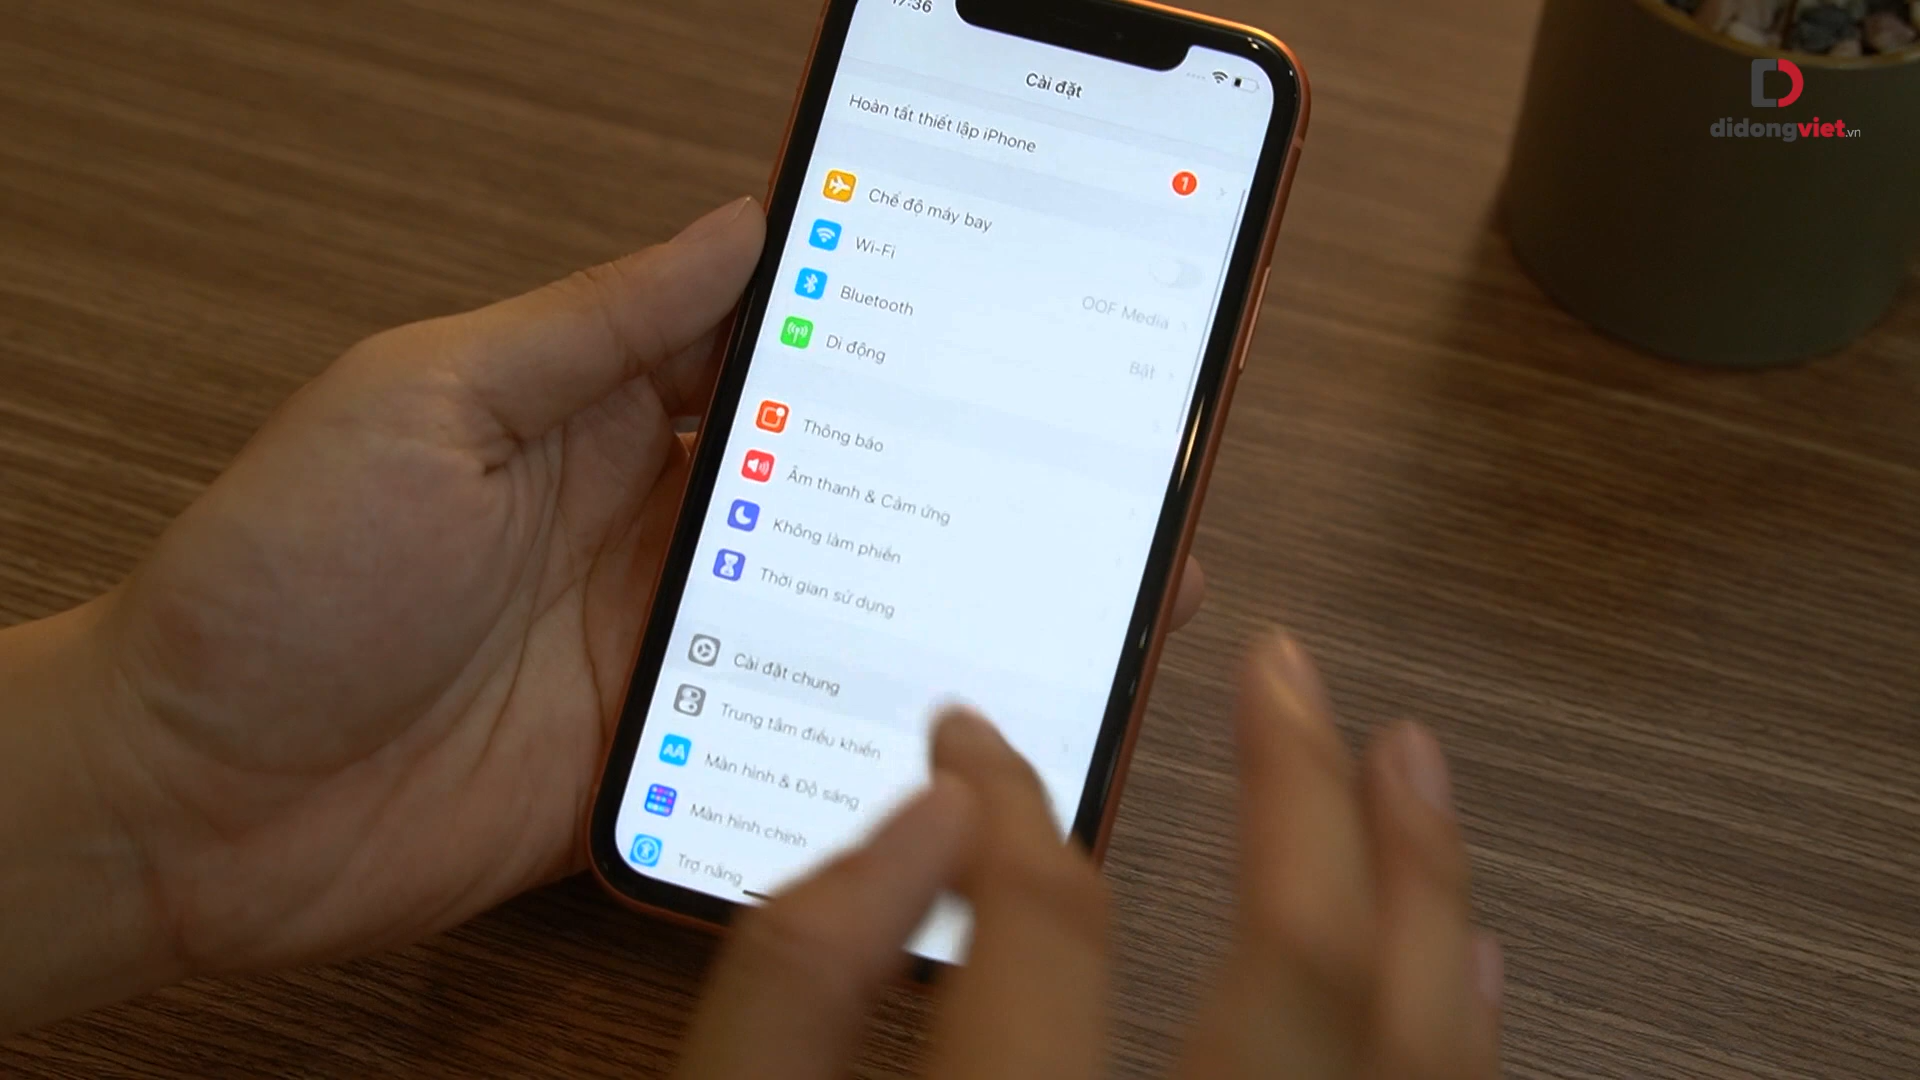 17:36
Cài đặt
Hoàn tất thiết lập iPhone
1
Chế độ máy bay
Wi-Fi
OOF Media
Bluetooth
Bật
Di động
Thông báo
Âm thanh & Cảm ứng
Không làm phiền
Thời gian sử dụng
Cài đặt chung
Trung tâm điều khiển
AA
Màn hình & Độ sáng
Màn hình chính
Trợ năng
didongviet.vn